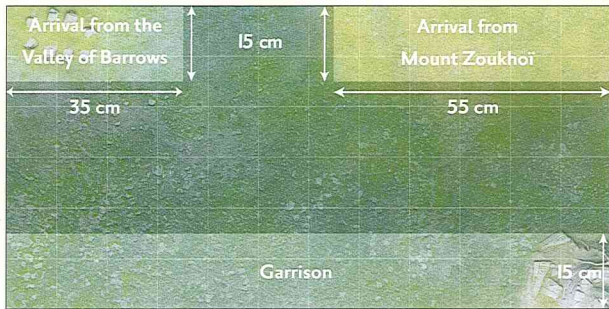 Arrival from the
Valley of Barrows
15 cm
Arrival from
Mount Zoukhoï
35 cm
55 cm
Garrison
15 cm